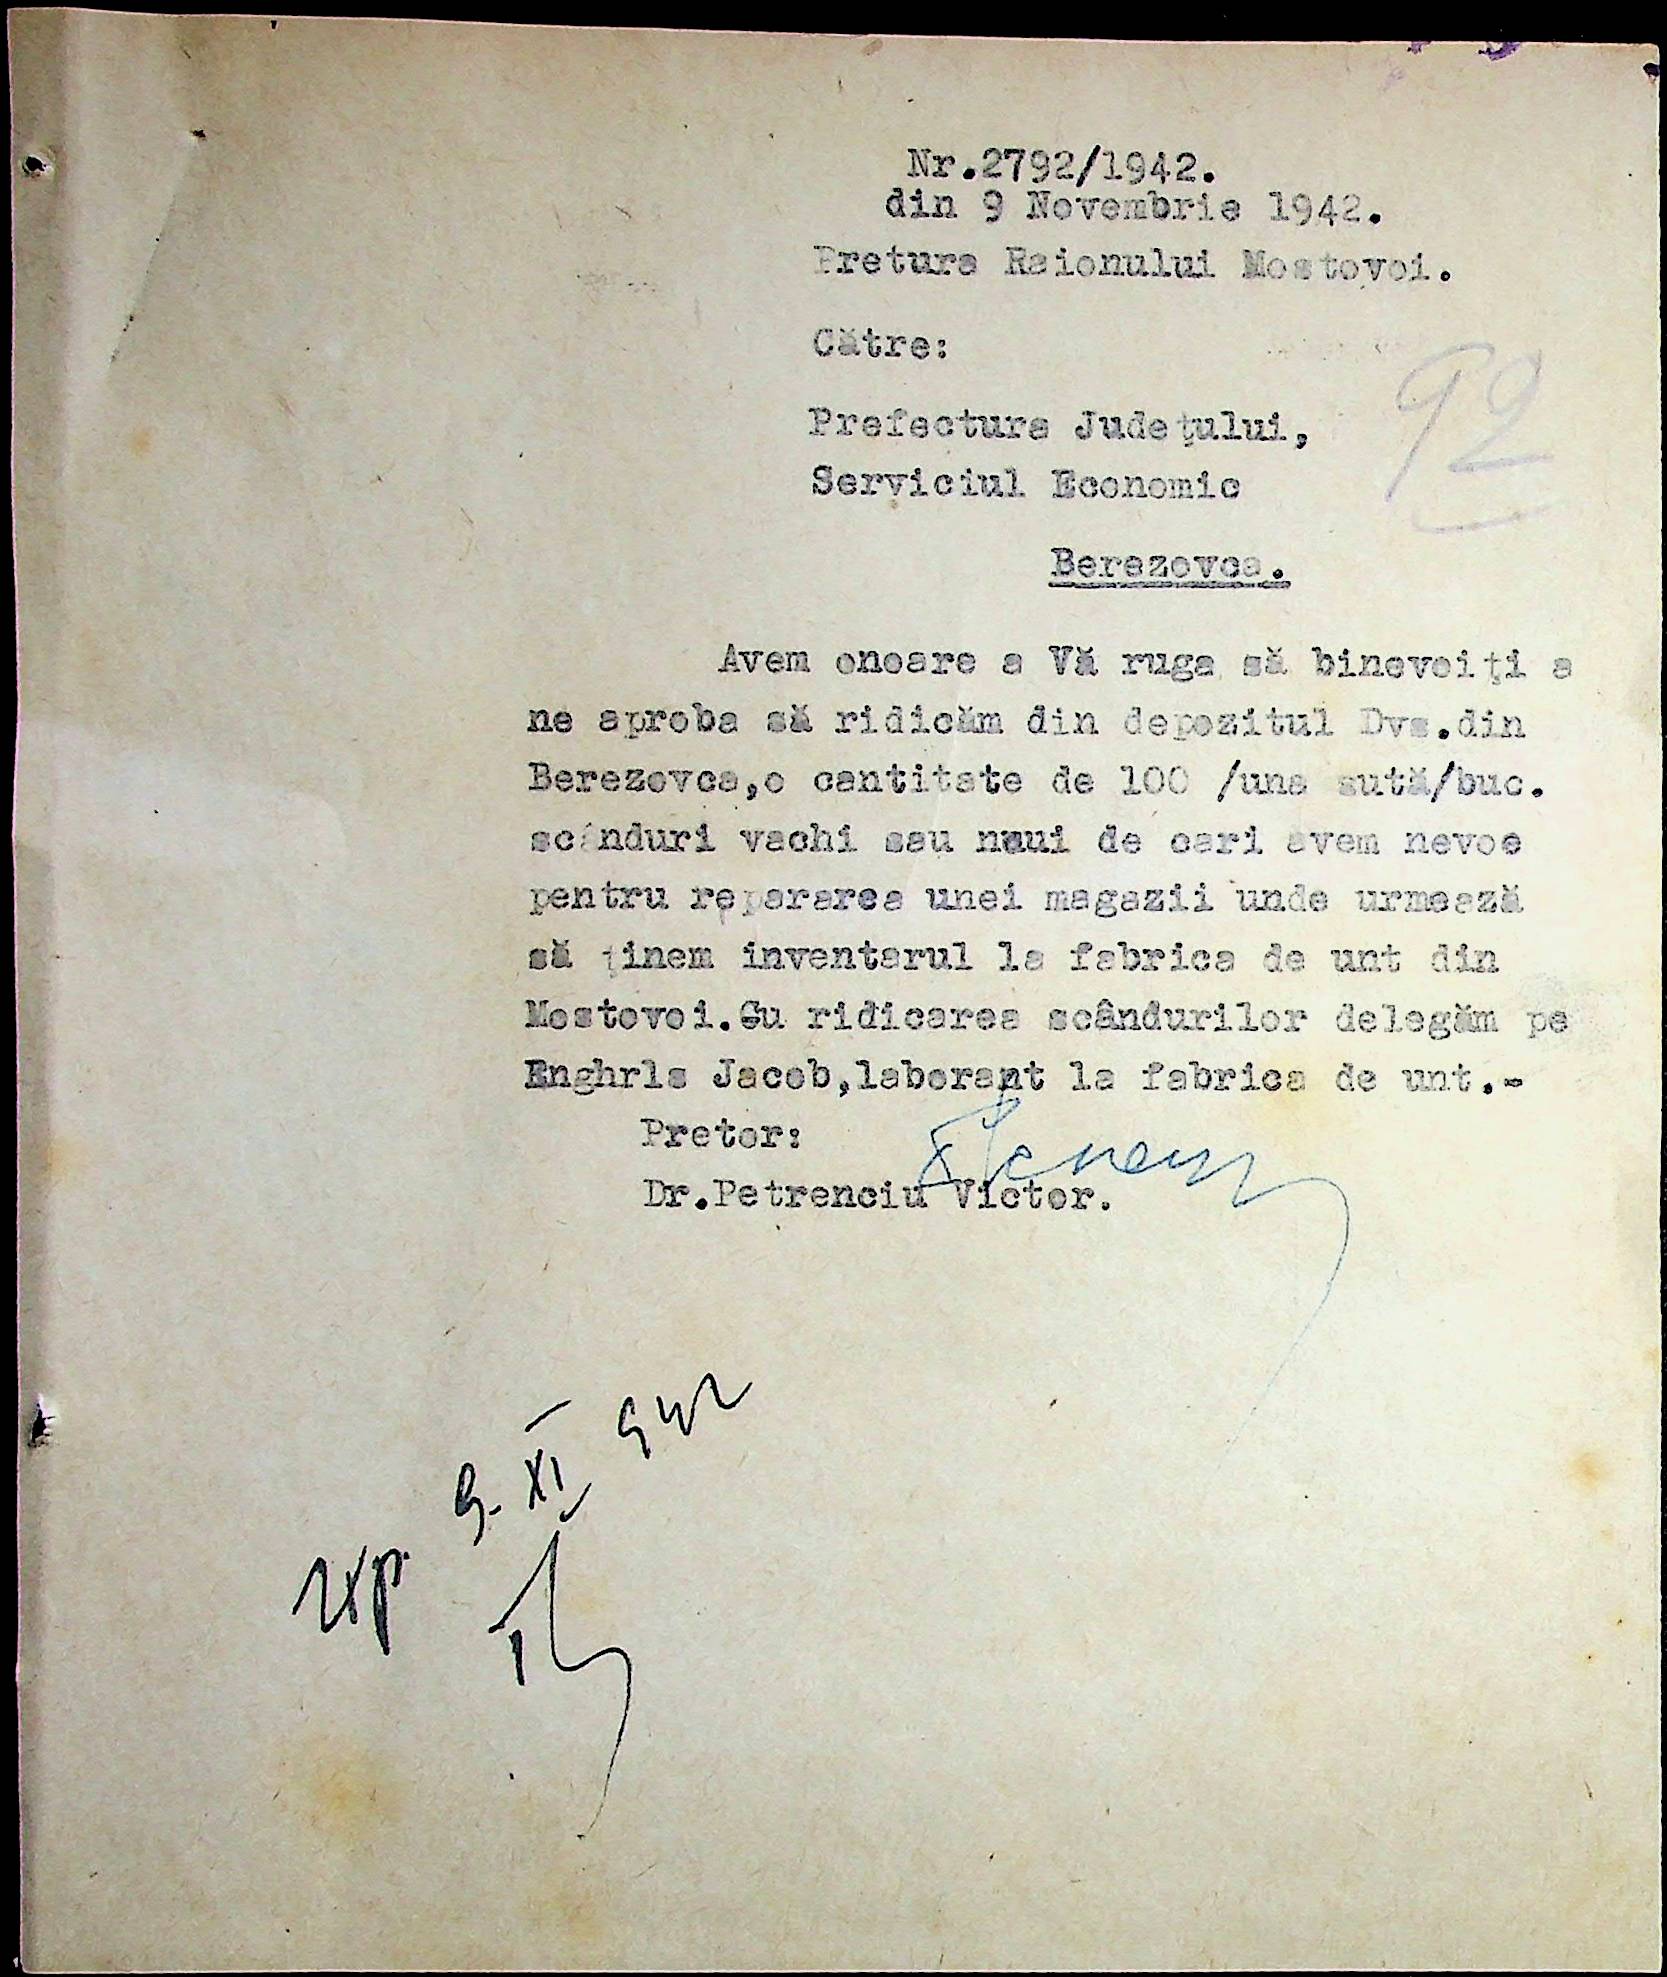 Nr.2792/1942.
din 9 Novembrie 1942.
Pretura Raionului Mostovoi.
Către:
92
Prefectura Judeţului,
Serviciul Economic
Berezovca.
Avem onoare a Vă ruga să binevoiţi a
ne aproba să ridicăm din depozitul Dvs.din
Berezovca,o cantitate de 100 /una sută/buc.
scânduri vechi sau noui de cari avem nevoe
pentru repararea unei magazii unde urmează
să ţinem inventarul la fabrica de unt din
Mostovoi.Cu ridicarea scândurilor delegăm pe
Enghrls Jacob,laborant la fabrica de unt.-
Pretor:
Dr.Petrenciu Victor.
9. XI 942